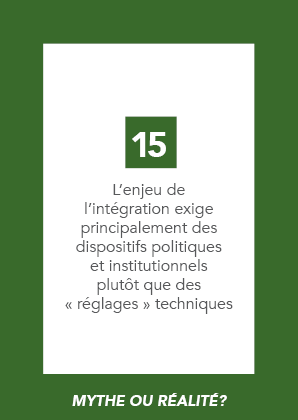 15
L’enjeu de
l’intégration exige
principalement des
dispositifs politiques
et institutionnels
plutôt que des
« réglages » techniques
MYTHE OU RÉALITÉ?